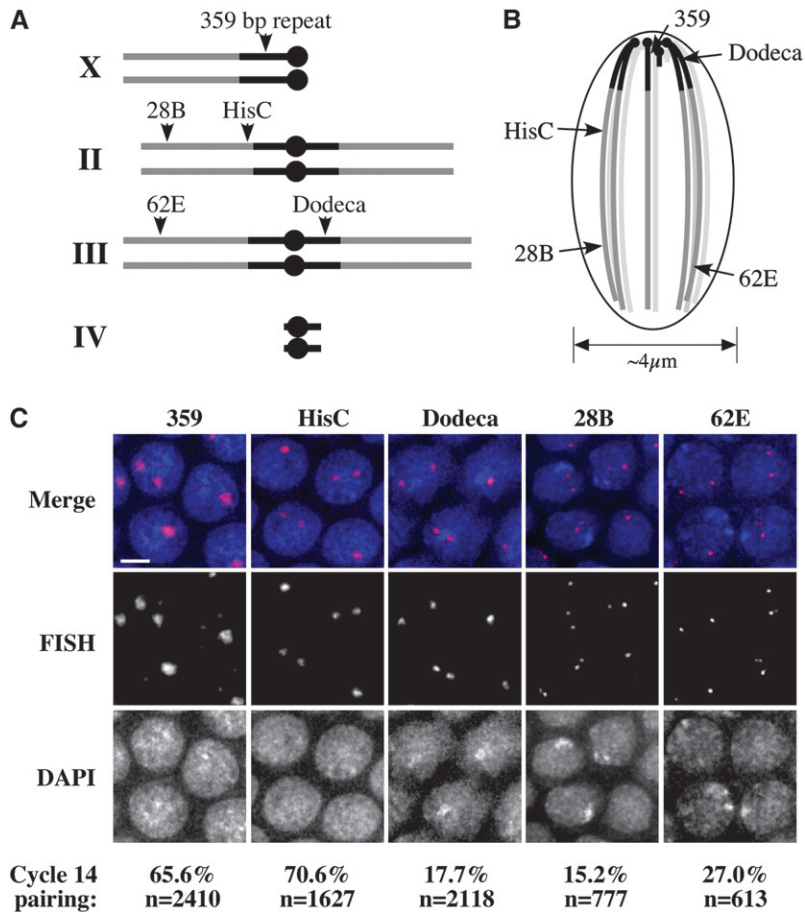 A
359 bp repeat
X
28B HisC
II
62E Dodeca
III
IV
B
359
Dodeca
HisC
28B
62E
~4µm
C
359 HisC Dodeca 28B 62E
Merge
FISH
DAPI
Cycle 14 65.6% 70.6% 17.7% 15.2% 27.0%
pairing: n=2410 n=1627 n=2118 n=777 n=613